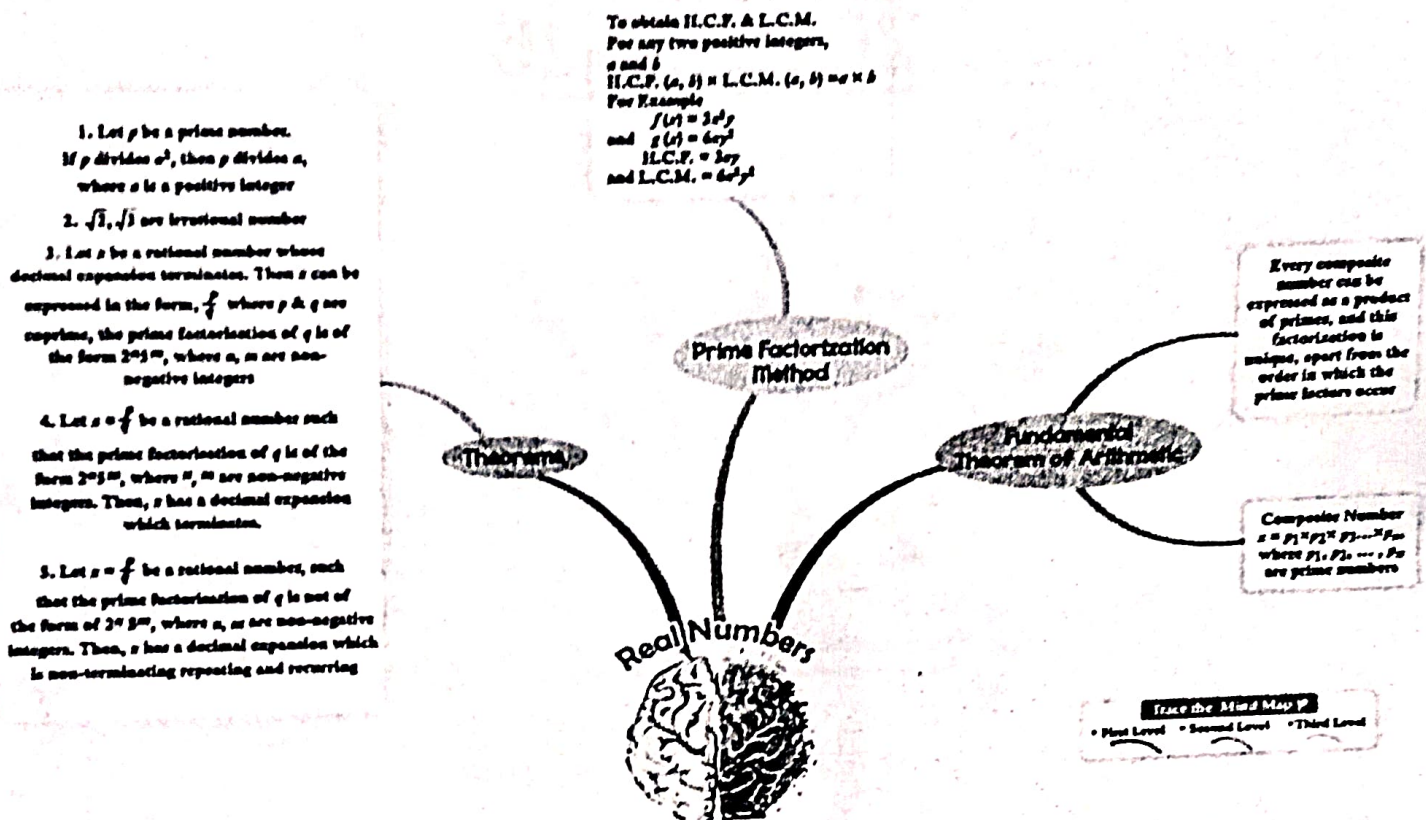 To obtain H.C.F. & L.C.M.
For any two positive integers,
a and b
H.C.F. (a, b) × L.C.M. (a, b) = a × b
For Example
f(x) = 3x²y
and g(x) = 6xy²
H.C.F. = 3xy
and L.C.M. = 6x²y²
1. Let p be a prime number.
If p divides a², then p divides a,
where a is a positive integer
2. √2, √3 are irrational number
3. Let x be a rational number whose
decimal expansion terminates. Then x can be
expressed in the form, p/q where p & q are
coprime, the prime factorisation of q is of
the form 2ⁿ5ᵐ, where n, m are non-
negative integers
4. Let x = p/q be a rational number such
that the prime factorisation of q is of the
form 2ⁿ5ᵐ, where n, m are non-negative
integers. Then, x has a decimal expansion
which terminates.
5. Let x = p/q be a rational number, such
that the prime factorisation of q is not of
the form of 2ⁿ 5ᵐ, where n, m are non-negative
integers. Then, x has a decimal expansion which
is non-terminating repeating and recurring
Theorems
Prime Factorization
Method
Fundamental
Theorem of Arithmetic
Every composite
number can be
expressed as a product
of primes, and this
factorization is
unique, apart from the
order in which the
prime factors occur
Composite Number
x = p₁×p₂× p₃...×pₙ,
where p₁, p₂, ... , pₙ
are prime numbers
Real Numbers
Trace the Mind Map
• First Level • Second Level • Third Level